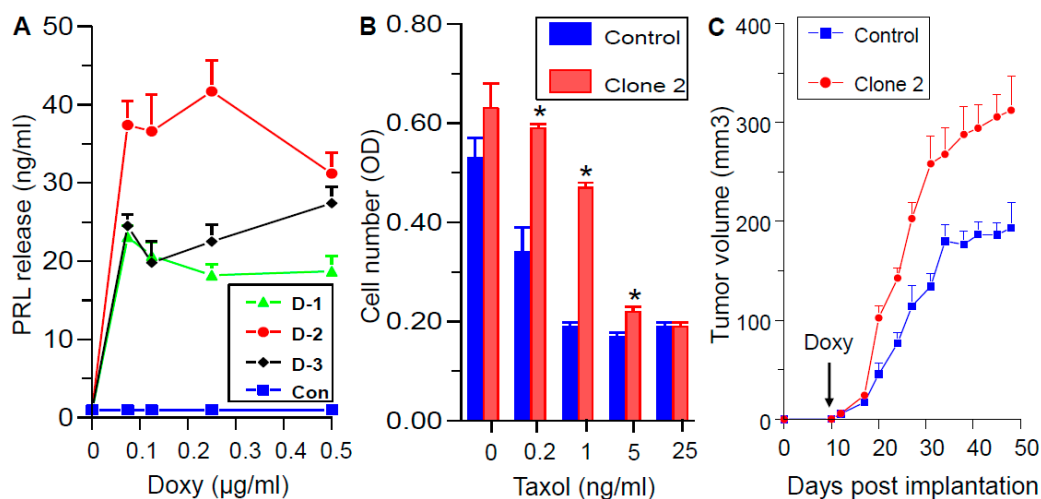 A
PRL release (ng/ml)
50
40
30
20
10
0
0
0.1
0.2
0.3
0.4
0.5
Doxy (µg/ml)
D-1
D-2
D-3
Con
B
Cell number (OD)
0.80
0.60
0.40
0.20
0.00
Control
Clone 2
*
*
*
0
0.2
1
5
25
Taxol (ng/ml)
C
Control
Clone 2
Tumor volume (mm3)
400
300
200
100
0
Doxy
0
10
20
30
40
50
Days post implantation